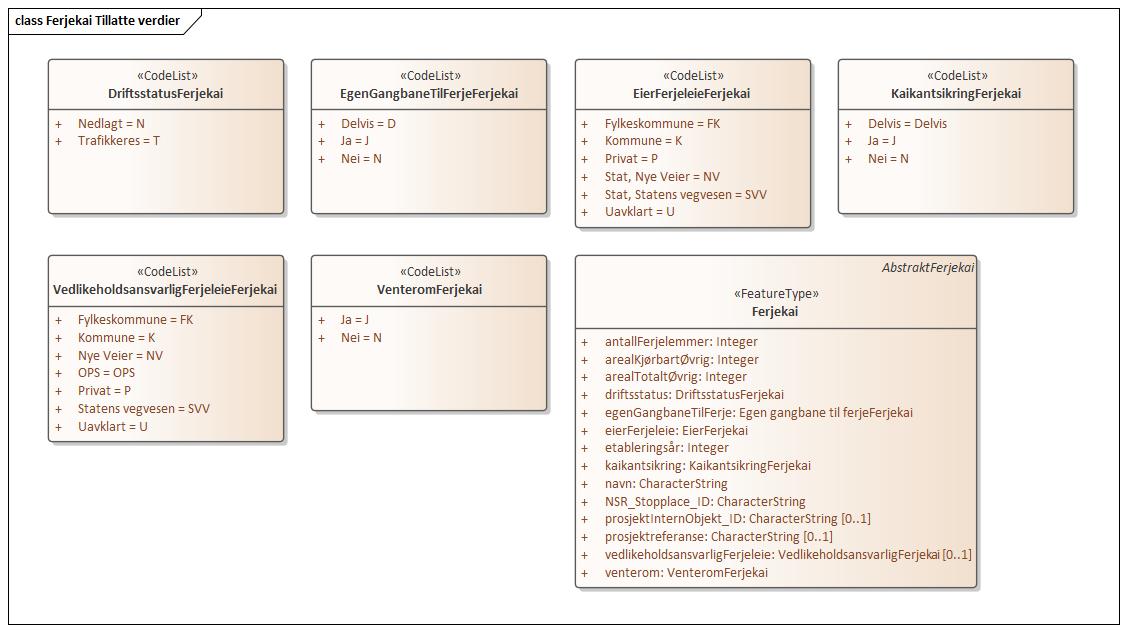 class Ferjekai Tillatte verdier
«CodeList»
DriftsstatusFerjekai
+ Nedlagt = N
+ Trafikkeres = T
«CodeList»
EgenGangbaneTilFerjeFerjekai
+ Delvis = D
+ Ja = J
+ Nei = N
«CodeList»
EierFerjeleieFerjekai
+ Fylkeskommune = FK
+ Kommune = K
+ Privat = P
+ Stat, Nye Veier = NV
+ Stat, Statens vegvesen = SVV
+ Uavklart = U
«CodeList»
KaikantsikringFerjekai
+ Delvis = Delvis
+ Ja = J
+ Nei = N
«CodeList»
VedlikeholdsansvarligFerjeleieFerjekai
+ Fylkeskommune = FK
+ Kommune = K
+ Nye Veier = NV
+ OPS = OPS
+ Privat = P
+ Statens vegvesen = SVV
+ Uavklart = U
«CodeList»
VenteromFerjekai
+ Ja = J
+ Nei = N
AbstraktFerjekai
«FeatureType»
Ferjekai
+ antallFerjelemmer: Integer
+ arealKjørbartØvrig: Integer
+ arealTotaltØvrig: Integer
+ driftsstatus: DriftsstatusFerjekai
+ egenGangbaneTilFerje: Egen gangbane til ferjeFerjekai
+ eierFerjeleie: EierFerjekai
+ etableringsår: Integer
+ kaikantsikring: KaikantsikringFerjekai
+ navn: CharacterString
+ NSR_Stopplace_ID: CharacterString
+ prosjektInternObjekt_ID: CharacterString [0..1]
+ prosjektreferanse: CharacterString [0..1]
+ vedlikeholdsansvarligFerjeleie: VedlikeholdsansvarligFerjekai [0..1]
+ venterom: VenteromFerjekai